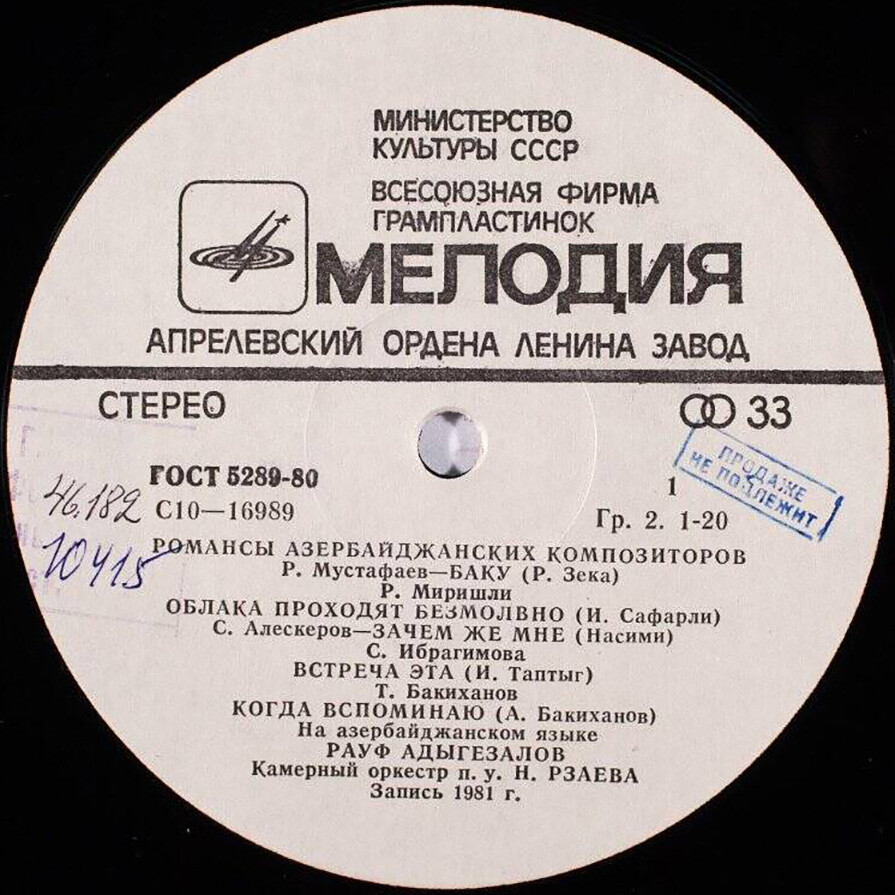 МИНИСТЕРСТВО
КУЛЬТУРЫ СССР
ВСЕСОЮЗНАЯ ФИРМА
ГРАМПЛАСТИНОК
МЕЛОДИЯ
АПРЕЛЕВСКИЙ ОРДЕНА ЛЕНИНА ЗАВОД
СТЕРЕО
33
ПРОДАЖЕ
НЕ ПОДЛЕЖИТ
ГОСТ 5289-80
1
46.182
С10—16989
Гр. 2. 1-20
10415
РОМАНСЫ АЗЕРБАЙДЖАНСКИХ КОМПОЗИТОРОВ
Р. Мустафаев—БАКУ (Р. Зека)
Р. Миришли
ОБЛАКА ПРОХОДЯТ БЕЗМОЛВНО (И. Сафарли)
С. Алескеров—ЗАЧЕМ ЖЕ МНЕ (Насими)
С. Ибрагимова
ВСТРЕЧА ЭТА (И. Таптыг)
Т. Бакиханов
КОГДА ВСПОМИНАЮ (А. Бакиханов)
На азербайджанском языке
РАУФ АДЫГЕЗАЛОВ
Камерный оркестр п. у. Н. РЗАЕВА
Запись 1981 г.